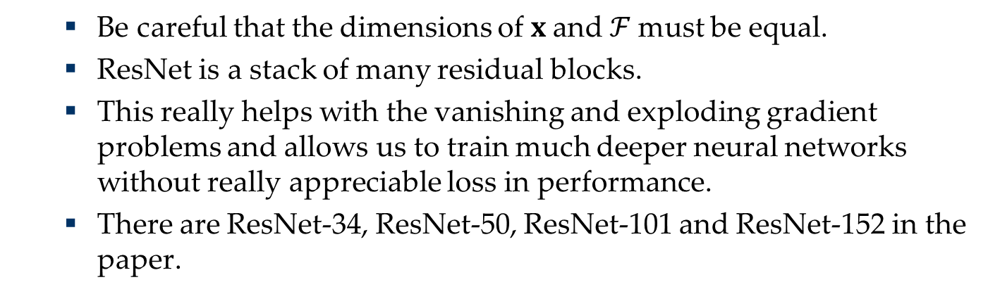 ▪ Be careful that the dimensions of x and ℱ must be equal.
▪ ResNet is a stack of many residual blocks.
▪ This really helps with the vanishing and exploding gradient
problems and allows us to train much deeper neural networks
without really appreciable loss in performance.
▪ There are ResNet-34, ResNet-50, ResNet-101 and ResNet-152 in the
paper.